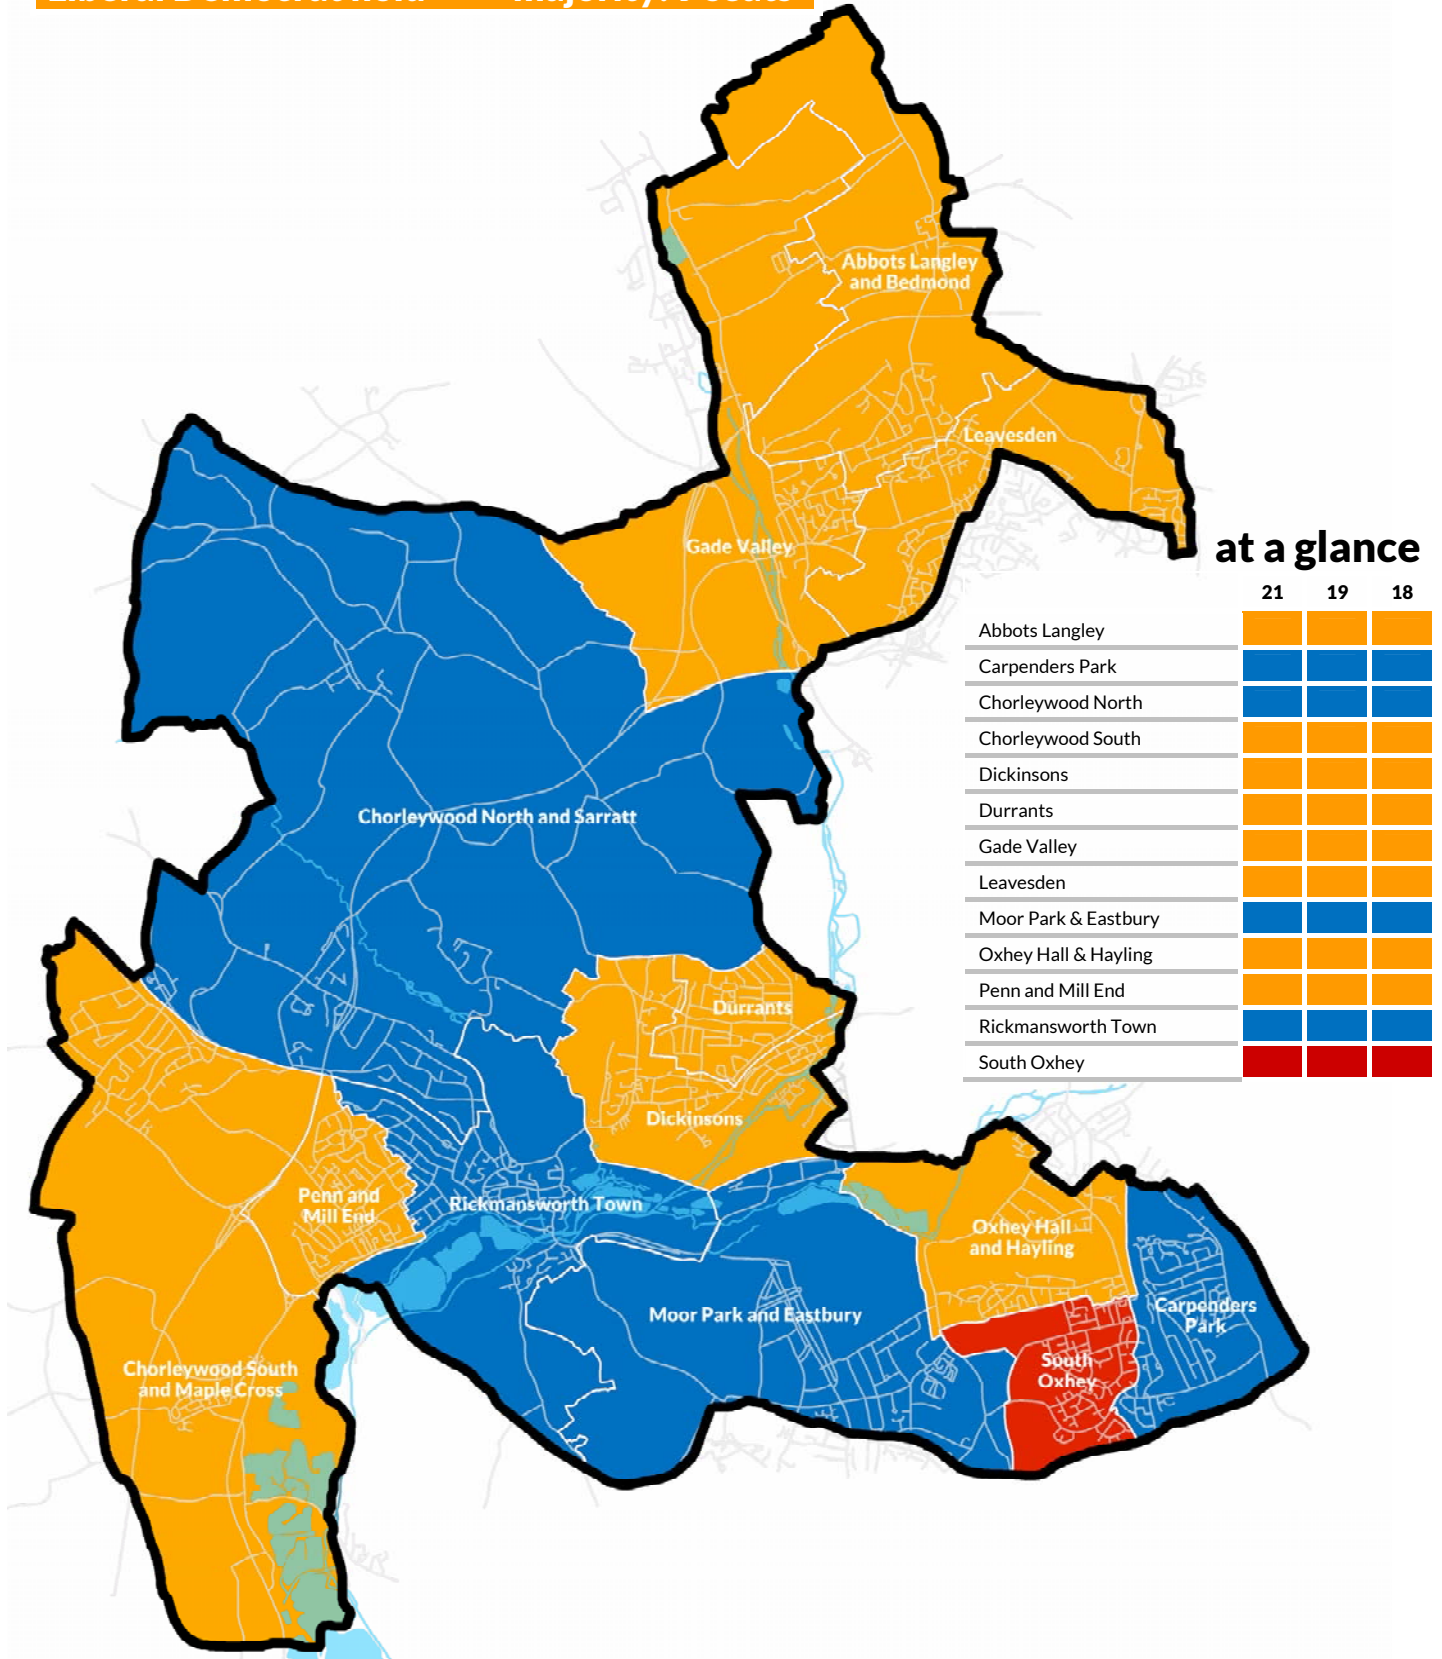 Liberal Democrat hold
Abbots Langley
and Bedmond
Leavesden
Gade Valley
at a glance
21 19 18
Abbots Langley
Carpenders Park
Chorleywood North
Chorleywood South
Dickinsons
Durrants
Gade Valley
Leavesden
Moor Park & Eastbury
Oxhey Hall & Hayling
Penn and Mill End
Rickmansworth Town
South Oxhey
Chorleywood North and Sarratt
Durrants
Dickinsons
Penn and
Mill End
Rickmansworth Town
Oxhey Hall
and Hayling
Moor Park and Eastbury
Carpenders
Park
South
Oxhey
Chorleywood South
and Maple Cross